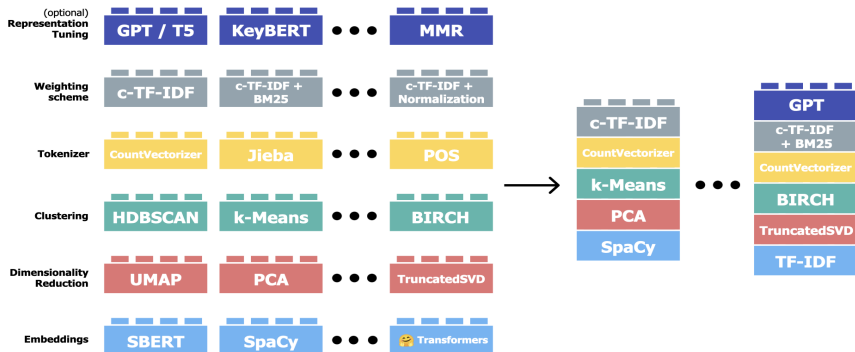 (optional)
Representation
Tuning
GPT / T5
KeyBERT
MMR
Weighting
scheme
c-TF-IDF
c-TF-IDF +
BM25
c-TF-IDF +
Normalization
Tokenizer
CountVectorizer
Jieba
POS
Clustering
HDBSCAN
k-Means
BIRCH
Dimensionality
Reduction
UMAP
PCA
TruncatedSVD
Embeddings
SBERT
SpaCy
🤗 Transformers
c-TF-IDF
CountVectorizer
k-Means
PCA
SpaCy
GPT
c-TF-IDF
+ BM25
CountVectorizer
BIRCH
TruncatedSVD
TF-IDF